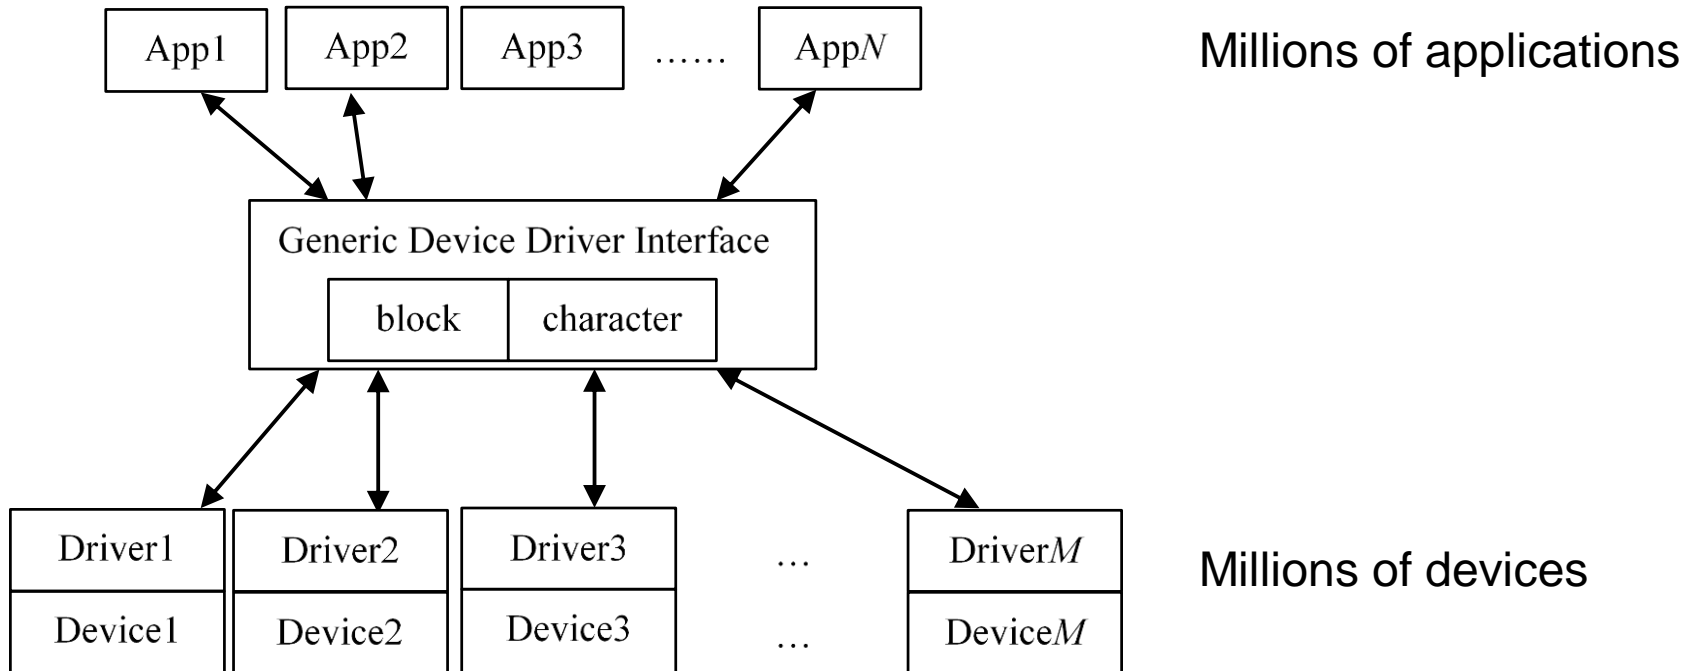 App1 App2 App3 …… AppN Millions of applications
Generic Device Driver Interface
block character
Driver1 Driver2 Driver3 … DriverM
Millions of devices
Device1 Device2 Device3 … DeviceM